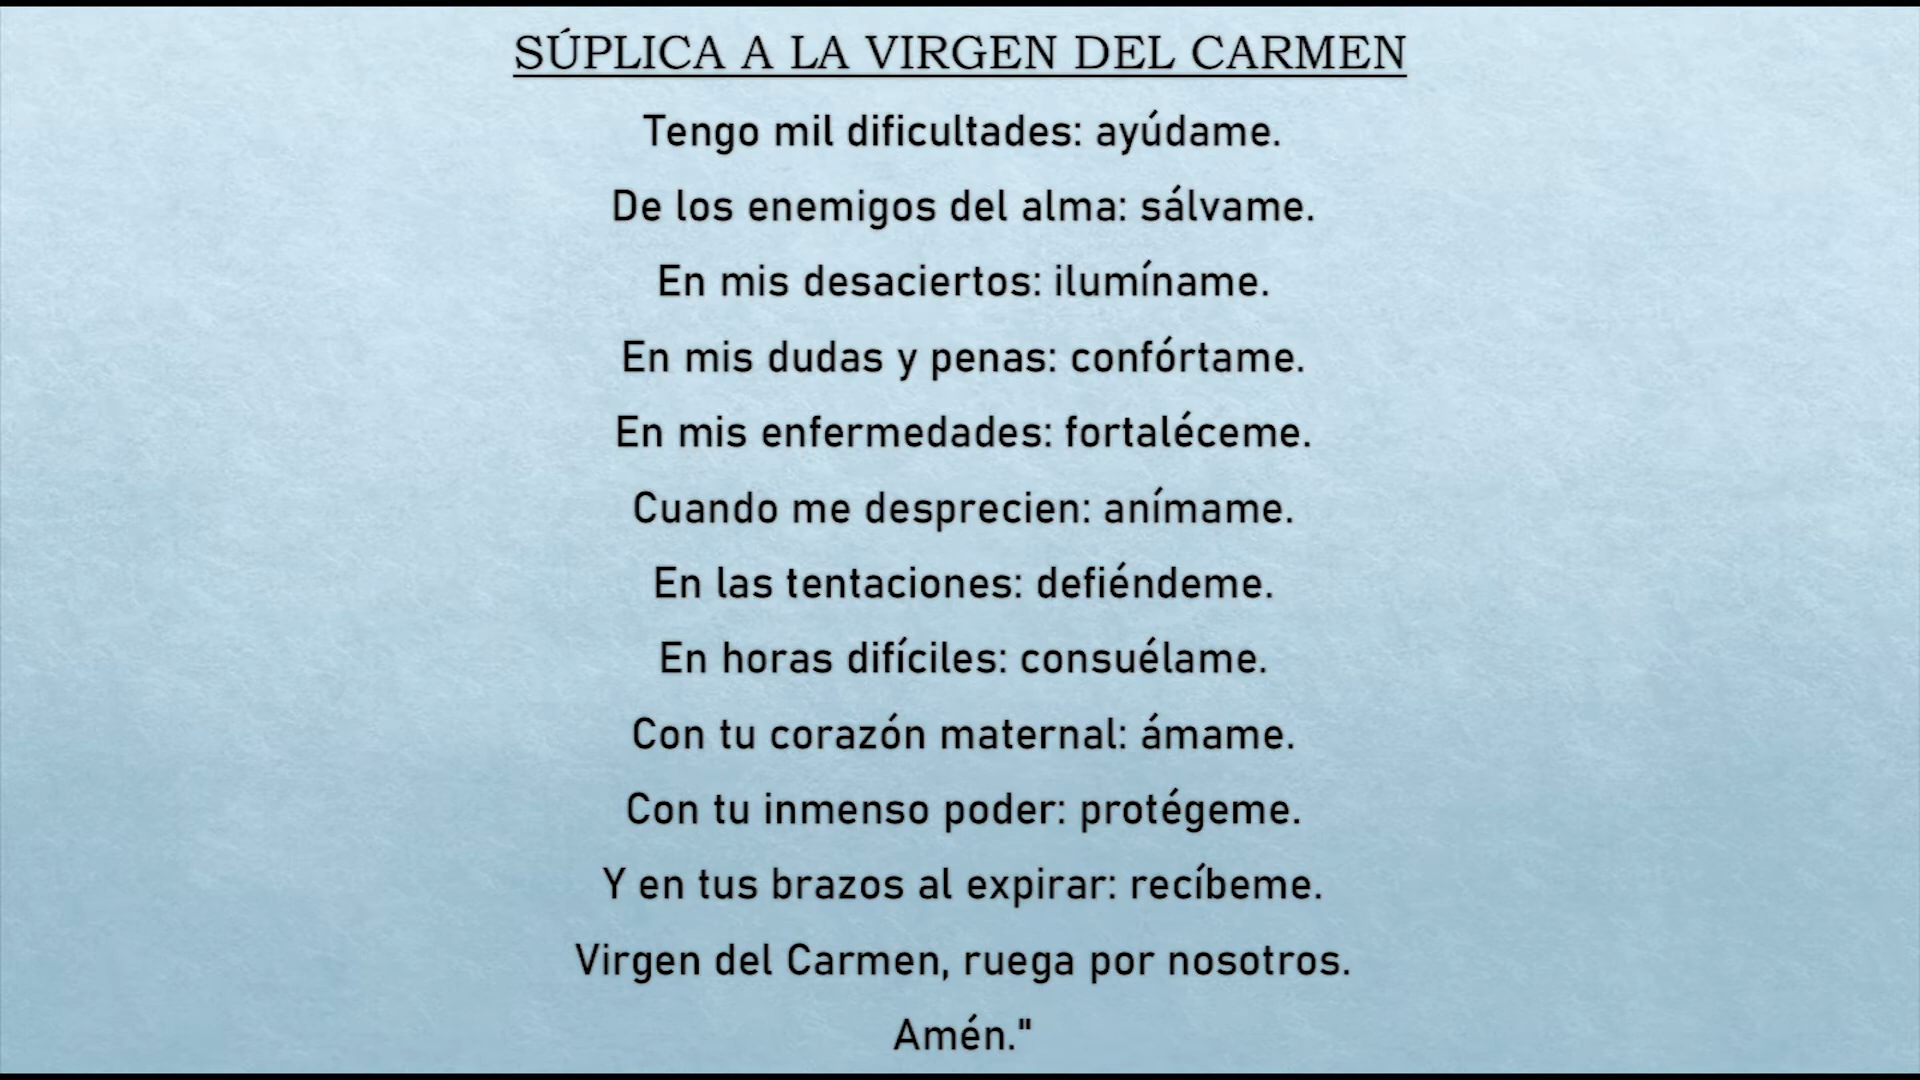 SÚPLICA A LA VIRGEN DEL CARMEN
Tengo mil dificultades: ayúdame.
De los enemigos del alma: sálvame.
En mis desaciertos: ilumíname.
En mis dudas y penas: confórtame.
En mis enfermedades: fortaléceme.
Cuando me desprecien: anímame.
En las tentaciones: defiéndeme.
En horas difíciles: consuélame.
Con tu corazón maternal: ámame.
Con tu inmenso poder: protégeme.
Y en tus brazos al expirar: recíbeme.
Virgen del Carmen, ruega por nosotros.
Amén."